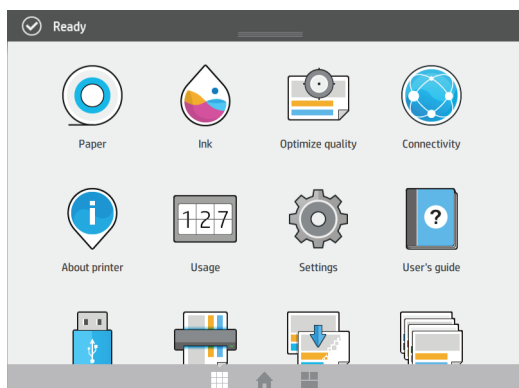 Ready
Paper
Ink
Optimize quality
Connectivity
i
About printer
127
Usage
Settings
?
User's guide